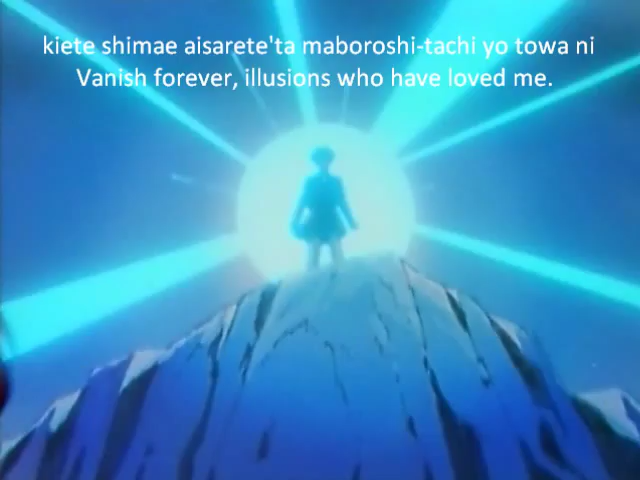 kiete shimae aisarete'ta maboroshi-tachi yo towa ni
Vanish forever, illusions who have loved me.